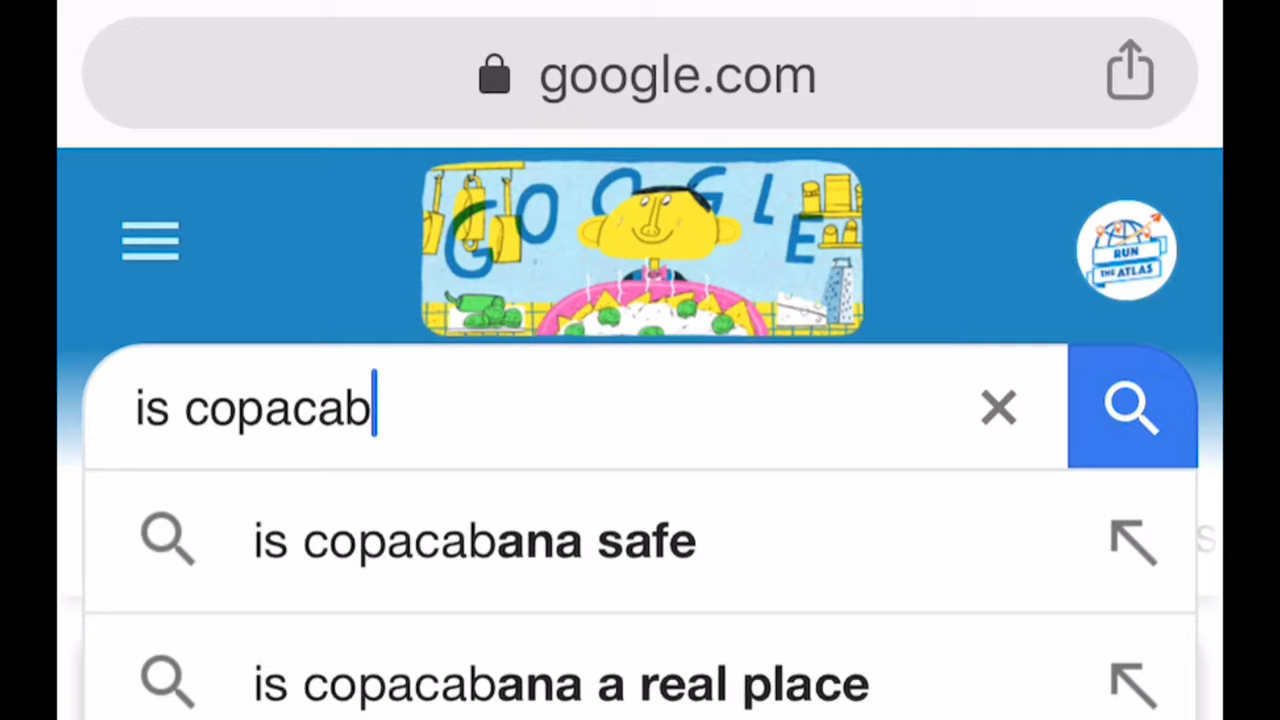 google.com
GOOGLE
RUN
THE ATLAS
is copacab
is copacabana safe
s
is copacabana a real place